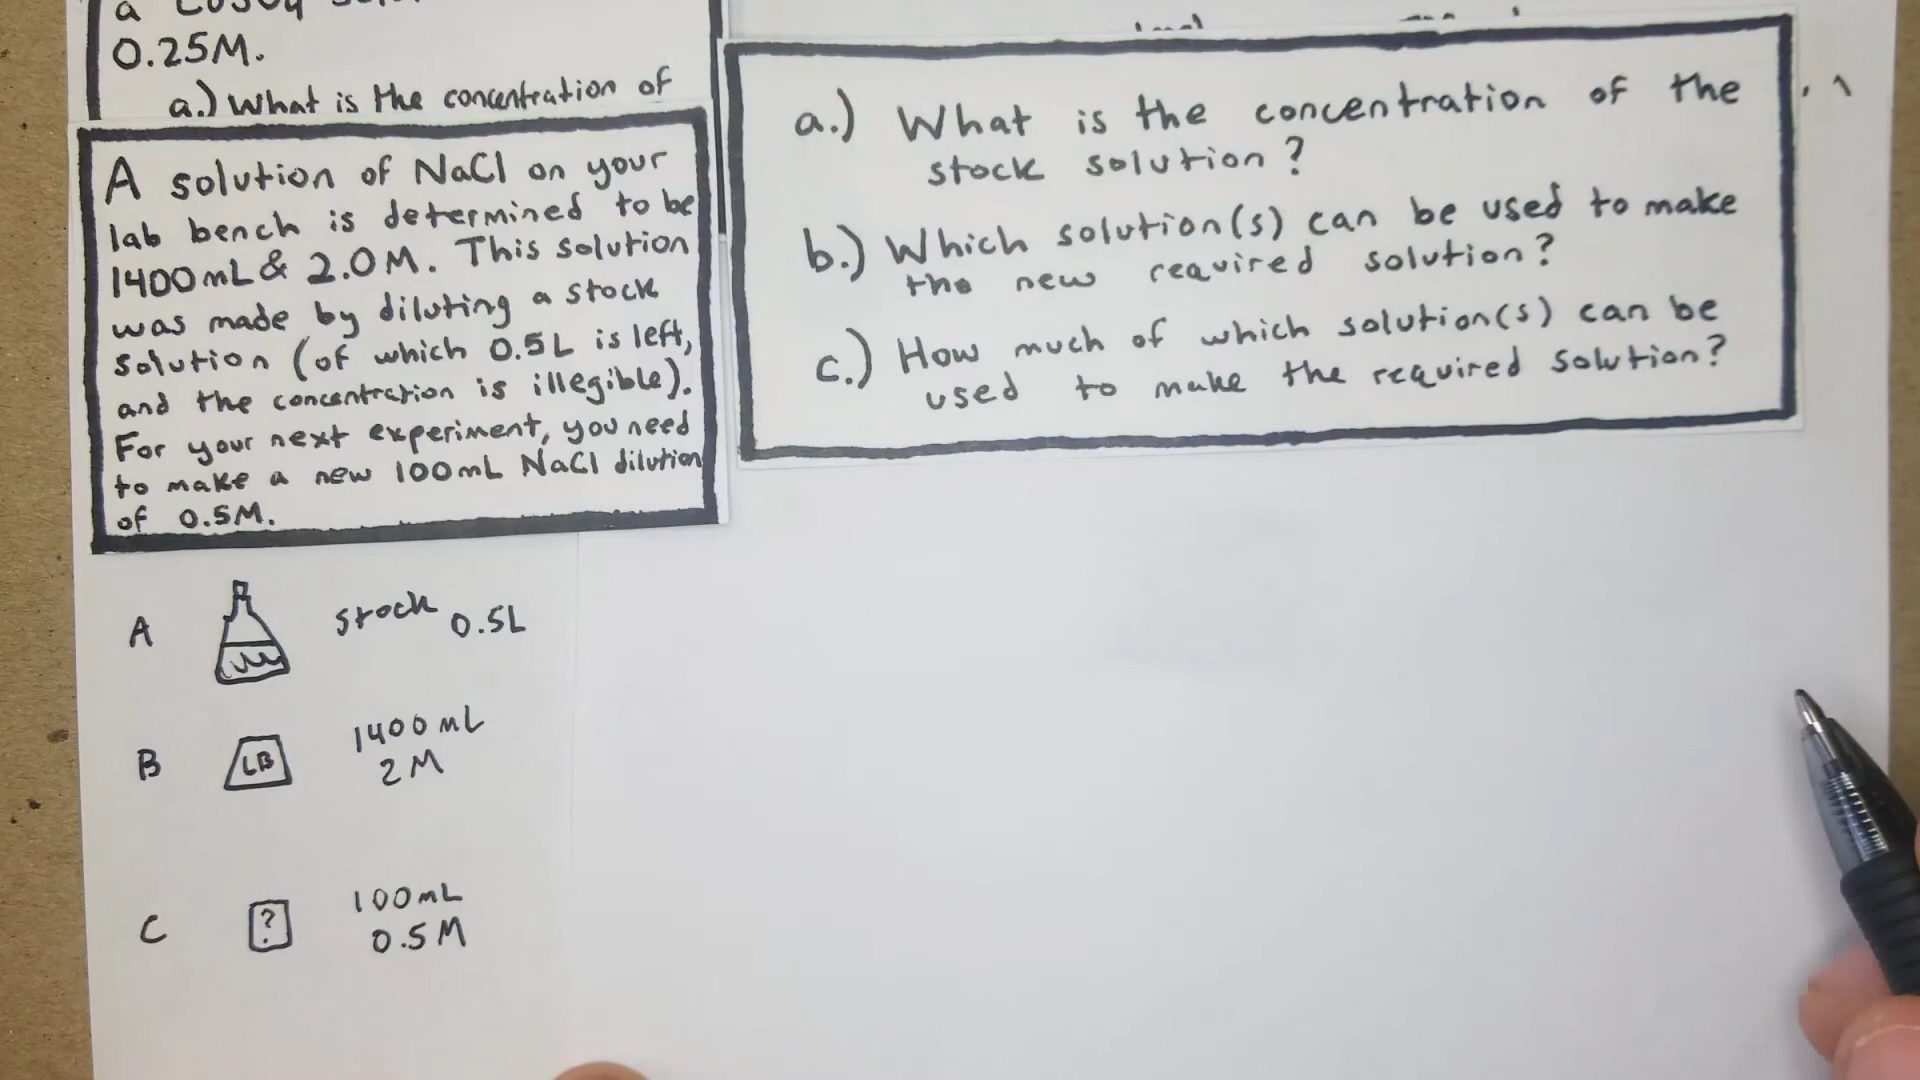 0.25M.
a.) What is the concentration of
A solution of NaCl on your
lab bench is determined to be
1400mL & 2.0M. This solution
was made by diluting a stock
solution (of which 0.5L is left,
and the concentration is illegible).
For your next experiment, you need
to make a new 100mL NaCl dilution
of 0.5M.
a.) What is the concentration of the
stock solution?
b.) Which solution(s) can be used to make
the new required solution?
c.) How much of which solution(s) can be
used to make the required solution?
A stock 0.5L
B LB 1400mL
2M
C ? 100mL
0.5M